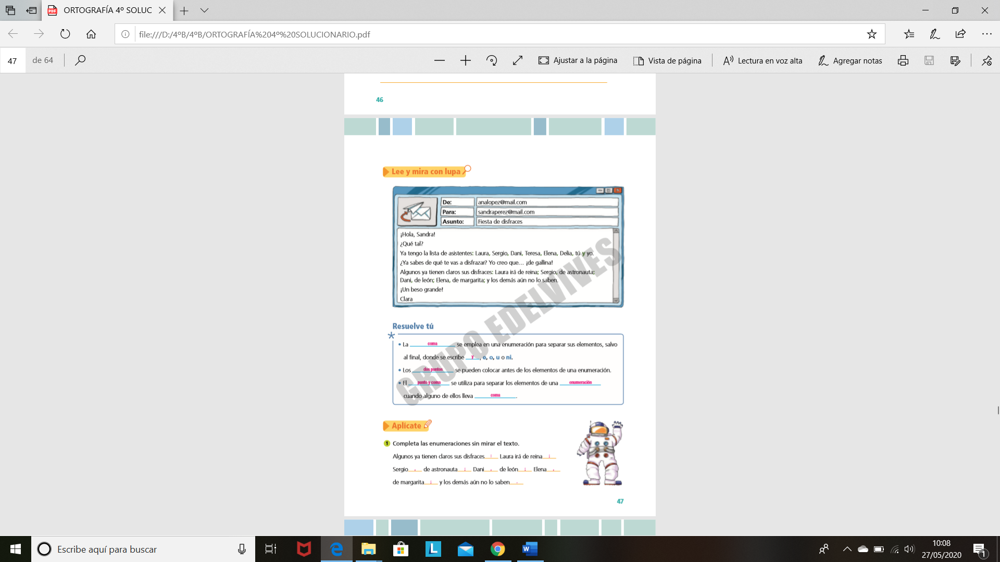 ORTOGRAFÍA 4º SOLUC
file:///D:/4ºB/4ºB/ORTOGRAFÍA%204º%20SOLUCIONARIO.pdf
47 de 64 Ajustar a la página Vista de página Lectura en voz alta Agregar notas
46
Lee y mira con lupa
De: analopez@mail.com
Para: sandraperez@mail.com
Asunto: Fiesta de disfraces
¡Hola, Sandra!
¿Qué tal?
Ya tengo la lista de asistentes: Laura, Sergio, Dani, Teresa, Elena, Delia, tú y yo.
¿Ya sabes de qué te vas a disfrazar? Yo creo que... ¡de gallina!
Algunos ya tienen claros sus disfraces: Laura irá de reina; Sergio, de astronauta;
Dani, de león; Elena, de margarita; y los demás aún no lo saben.
¡Un beso grande!
Clara
GRUPO EDELVIVES
Resuelve tú
* • La coma se emplea en una enumeración para separar sus elementos, salvo
al final, donde se escribe y, e, o, u o ni.
• Los dos puntos se pueden colocar antes de los elementos de una enumeración.
• El punto y coma se utiliza para separar los elementos de una enumeración
cuando alguno de ellos lleva coma.
Aplícate
1 Completa las enumeraciones sin mirar el texto.
Algunos ya tienen claros sus disfraces : Laura irá de reina ;
Sergio , de astronauta ; Dani , de león ; Elena ,
de margarita ; y los demás aún no lo saben .
47
Escribe aquí para buscar
10:08
27/05/2020
1